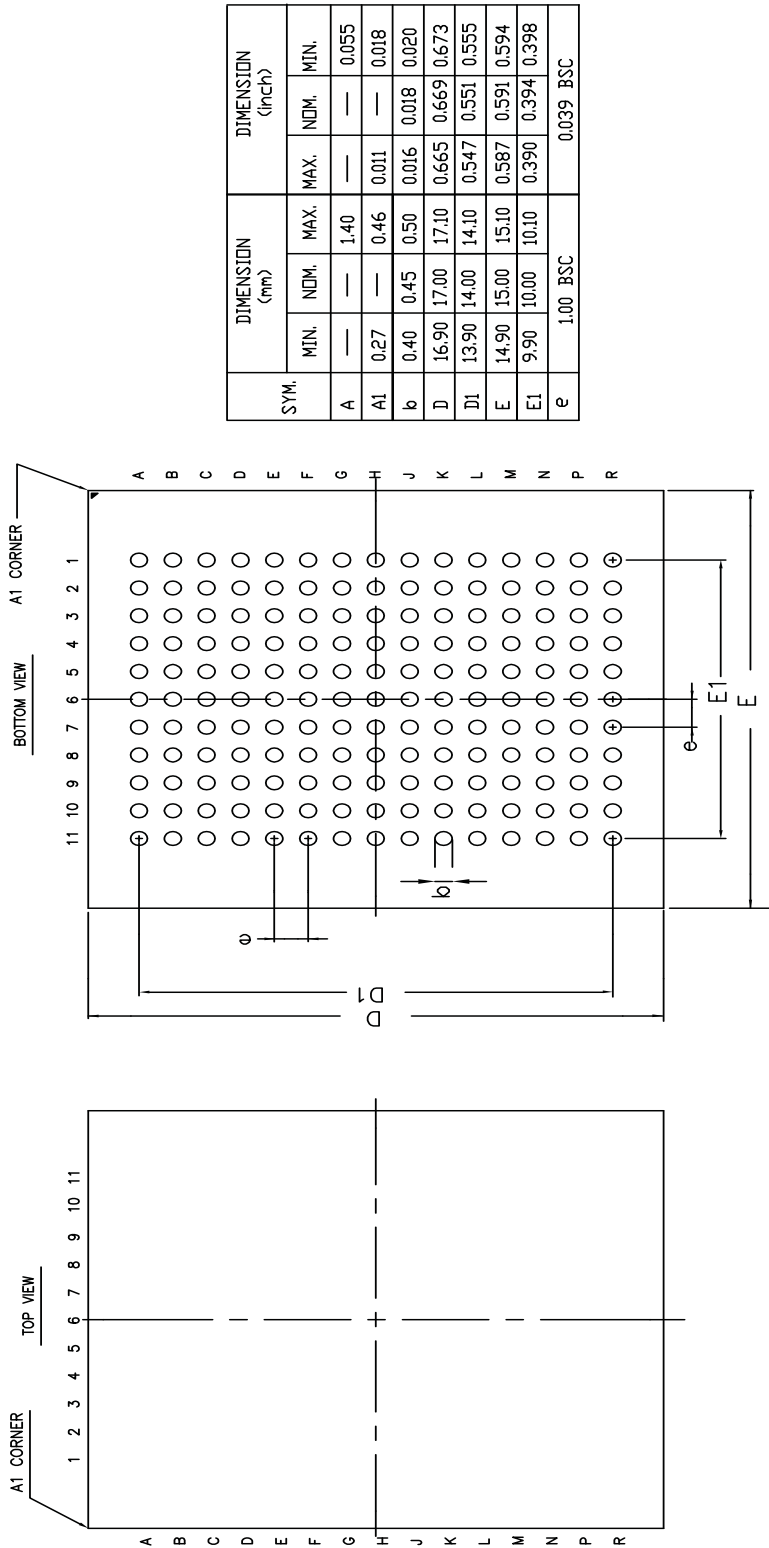 TOP VIEW
A1 CORNER
1 2 3 4 5 6 7 8 9 10 11
A
B
C
D
E
F
G
H
J
K
L
M
N
P
R
BOTTOM VIEW
A1 CORNER
11 10 9 8 7 6 5 4 3 2 1
A
B
C
D
E
F
G
H
J
K
L
M
N
P
R
e
D1
D
b
e
E1
E
SYM. DIMENSION (mm) DIMENSION (inch)
MIN. NOM. MAX. MAX. NOM. MIN.
A — — 1.40 — — 0.055
A1 0.27 — 0.46 0.011 — 0.018
b 0.40 0.45 0.50 0.016 0.018 0.020
D 16.90 17.00 17.10 0.665 0.669 0.673
D1 13.90 14.00 14.10 0.547 0.551 0.555
E 14.90 15.00 15.10 0.587 0.591 0.594
E1 9.90 10.00 10.10 0.390 0.394 0.398
e 1.00 BSC 0.039 BSC